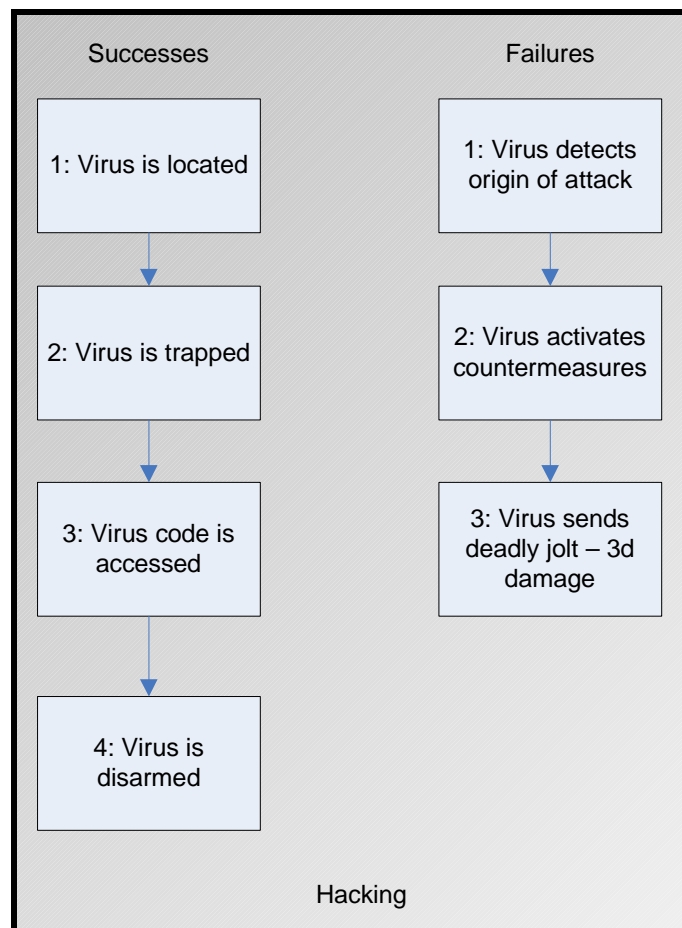 Successes
Failures
1: Virus is located
1: Virus detects
origin of attack
2: Virus is trapped
2: Virus activates
countermeasures
3: Virus code is
accessed
3: Virus sends
deadly jolt – 3d
damage
4: Virus is
disarmed
Hacking